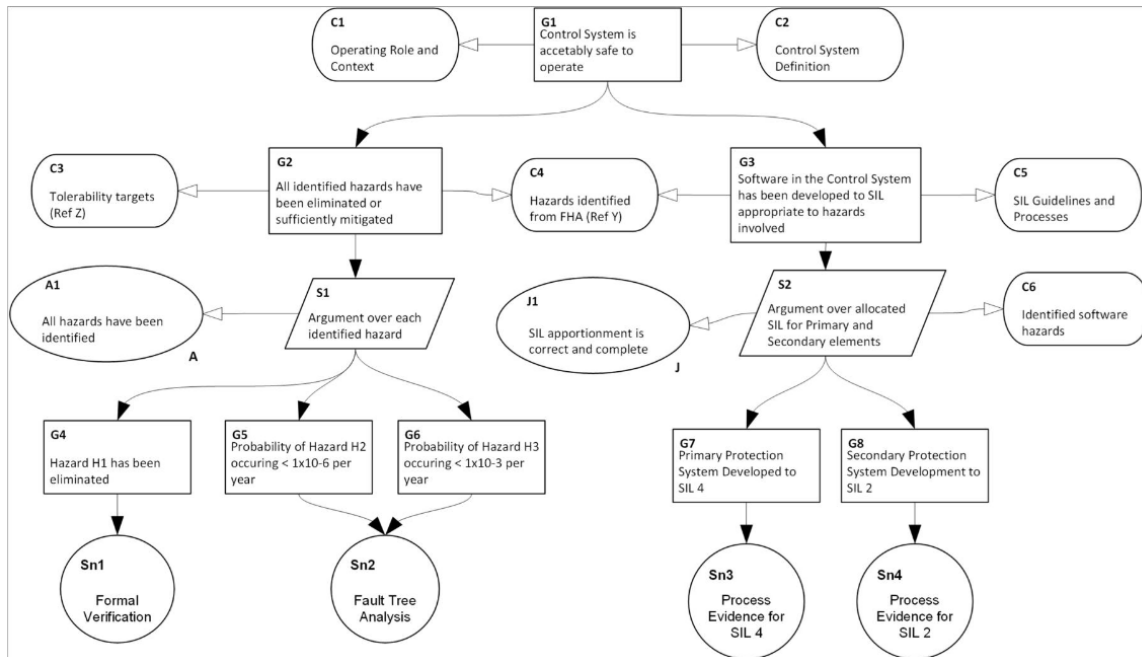 C1
Operating Role and
Context
G1
Control System is
accetably safe to
operate
C2
Control System
Definition
C3
Tolerability targets
(Ref Z)
G2
All identified hazards have
been eliminated or
sufficiently mitigated
C4
Hazards identified
from FHA (Ref Y)
G3
Software in the Control System
has been developed to SIL
appropriate to hazards
involved
C5
SIL Guidelines and
Processes
A1
All hazards have been
identified
A
S1
Argument over each
identified hazard
J1
SIL apportionment is
correct and complete
J
S2
Argument over allocated
SIL for Primary and
Secondary elements
C6
Identified software
hazards
G4
Hazard H1 has been
eliminated
G5
Probability of Hazard H2
occuring < 1x10-6 per
year
G6
Probability of Hazard H3
occuring < 1x10-3 per
year
G7
Primary Protection
System Developed to
SIL 4
G8
Secondary Protection
System Development to
SIL 2
Sn1
Formal
Verification
Sn2
Fault Tree
Analysis
Sn3
Process
Evidence for
SIL 4
Sn4
Process
Evidence for
SIL 2